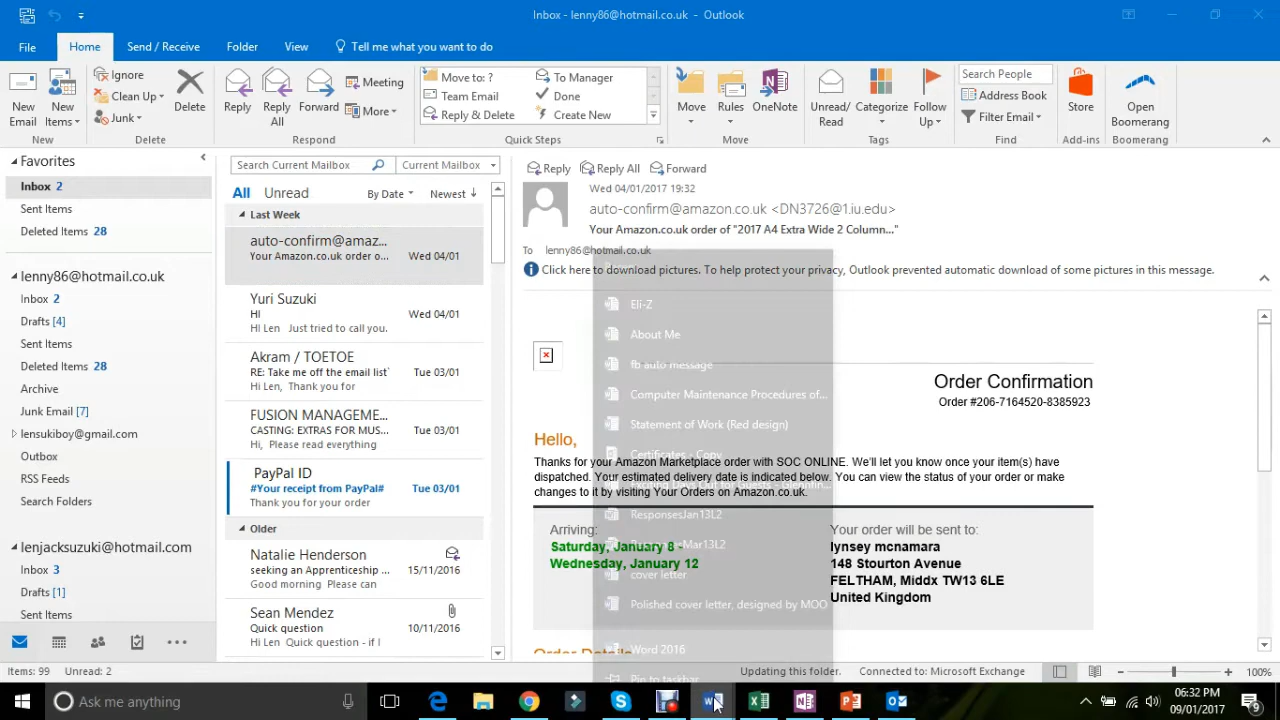 Inbox - lenny86@hotmail.co.uk - Outlook
File Home Send / Receive Folder View Tell me what you want to do
New Email
New Items
New
Ignore
Clean Up
Junk
Delete
Delete
Reply
Reply All
Forward
Meeting
More
Respond
Move to: ?
Team Email
Reply & Delete
To Manager
Done
Create New
Quick Steps
Move
Rules
OneNote
Move
Unread/ Read
Categorize
Follow Up
Tags
Search People
Address Book
Filter Email
Find
Store
Add-ins
Open Boomerang
Boomerang
Favorites
Inbox 2
Sent Items
Deleted Items 28
lenny86@hotmail.co.uk
Inbox 2
Drafts [4]
Sent Items
Deleted Items 28
Archive
Junk Email [7]
lensukiboy@gmail.com
Outbox
RSS Feeds
Search Folders
lenjacksuzuki@hotmail.com
Inbox 3
Drafts [1]
Sent Items
Search Current Mailbox Current Mailbox
All Unread By Date Newest
Last Week
auto-confirm@amaz...
Your Amazon.co.uk order o... Wed 04/01
Yuri Suzuki
HI Wed 04/01
Hi Len Just tried to call you.
Akram / TOETOE
RE: Take me off the email list' Tue 03/01
Hi Len, Thank you for
FUSION MANAGEME...
CASTING: EXTRAS FOR MUS... Tue 03/01
Hi, Please read everything
PayPal ID
#Your receipt from PayPal# Tue 03/01
Thank you for your order
Older
Natalie Henderson
seeking an Apprenticeship ... 15/11/2016
Good morning Please can
Sean Mendez
Quick question 10/11/2016
Hi Len Quick question - if I
Reply Reply All Forward
Wed 04/01/2017 19:32
auto-confirm@amazon.co.uk <DN3726@1.iu.edu>
Your Amazon.co.uk order of "2017 A4 Extra Wide 2 Column..."
To lenny86@hotmail.co.uk
Click here to download pictures. To help protect your privacy, Outlook prevented automatic download of some pictures in this message.
Order Confirmation
Order #206-7164520-8385923
Hello,
Thanks for your Amazon Marketplace order with SOC ONLINE. We'll let you know once your item(s) have
dispatched. Your estimated delivery date is indicated below. You can view the status of your order or make
changes to it by visiting Your Orders on Amazon.co.uk.
Arriving:
Saturday, January 8 -
Wednesday, January 12
Your order will be sent to:
lynsey mcnamara
148 Stourton Avenue
FELTHAM, Middx TW13 6LE
United Kingdom
Order Details
Eli-Z
About Me
fb auto message
Computer Maintenance Procedures of...
Statement of Work (Red design)
Certificates - Copy
ResponsesJan13L2
cover letter
Polished cover letter, designed by MOO
Word 2016
Pin to taskbar
Items: 99 Unread: 2 Updating this folder. Connected to: Microsoft Exchange 100%
Ask me anything
06:32 PM
09/01/2017
9